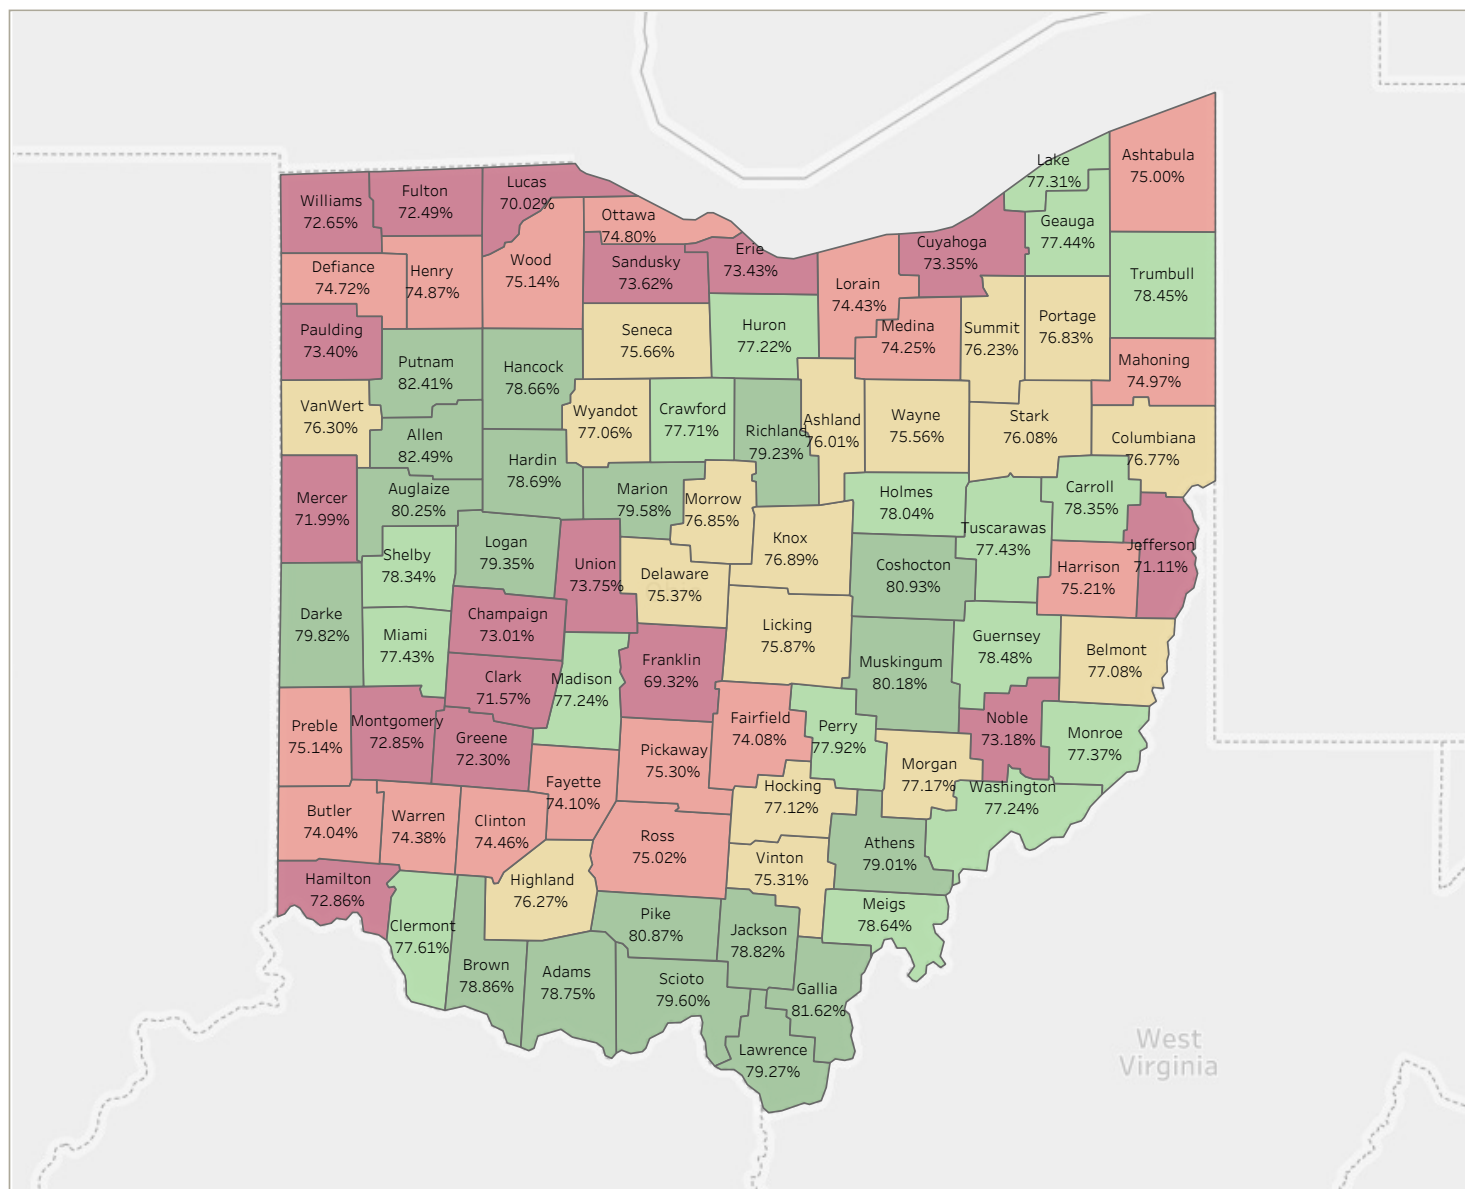 Lake
77.31%
Ashtabula
75.00%
Williams
72.65%
Fulton
72.49%
Lucas
70.02%
Ottawa
74.80%
Geauga
77.44%
Cuyahoga
73.35%
Erie
73.43%
Sandusky
73.62%
Wood
75.14%
Defiance
74.72%
Henry
74.87%
Lorain
74.43%
Trumbull
78.45%
Paulding
73.40%
Seneca
75.66%
Huron
77.22%
Medina
74.25%
Summit
76.23%
Portage
76.83%
Mahoning
74.97%
Putnam
82.41%
Hancock
78.66%
VanWert
76.30%
Wyandot
77.06%
Crawford
77.71%
Richland
79.23%
Ashland
76.01%
Wayne
75.56%
Stark
76.08%
Columbiana
76.77%
Allen
82.49%
Hardin
78.69%
Mercer
71.99%
Auglaize
80.25%
Marion
79.58%
Morrow
76.85%
Holmes
78.04%
Carroll
78.35%
Tuscarawas
77.43%
Jefferson
71.11%
Shelby
78.34%
Logan
79.35%
Union
73.75%
Delaware
75.37%
Knox
76.89%
Coshocton
80.93%
Harrison
75.21%
Darke
79.82%
Miami
77.43%
Champaign
73.01%
Licking
75.87%
Guernsey
78.48%
Belmont
77.08%
Clark
71.57%
Madison
77.24%
Franklin
69.32%
Muskingum
80.18%
Preble
75.14%
Montgomery
72.85%
Greene
72.30%
Pickaway
75.30%
Fairfield
74.08%
Perry
77.92%
Noble
73.18%
Monroe
77.37%
Morgan
77.17%
Washington
77.24%
Fayette
74.10%
Hocking
77.12%
Butler
74.04%
Warren
74.38%
Clinton
74.46%
Ross
75.02%
Vinton
75.31%
Athens
79.01%
Hamilton
72.86%
Highland
76.27%
Clermont
77.61%
Pike
80.87%
Jackson
78.82%
Meigs
78.64%
Brown
78.86%
Adams
78.75%
Scioto
79.60%
Gallia
81.62%
Lawrence
79.27%
West
Virginia